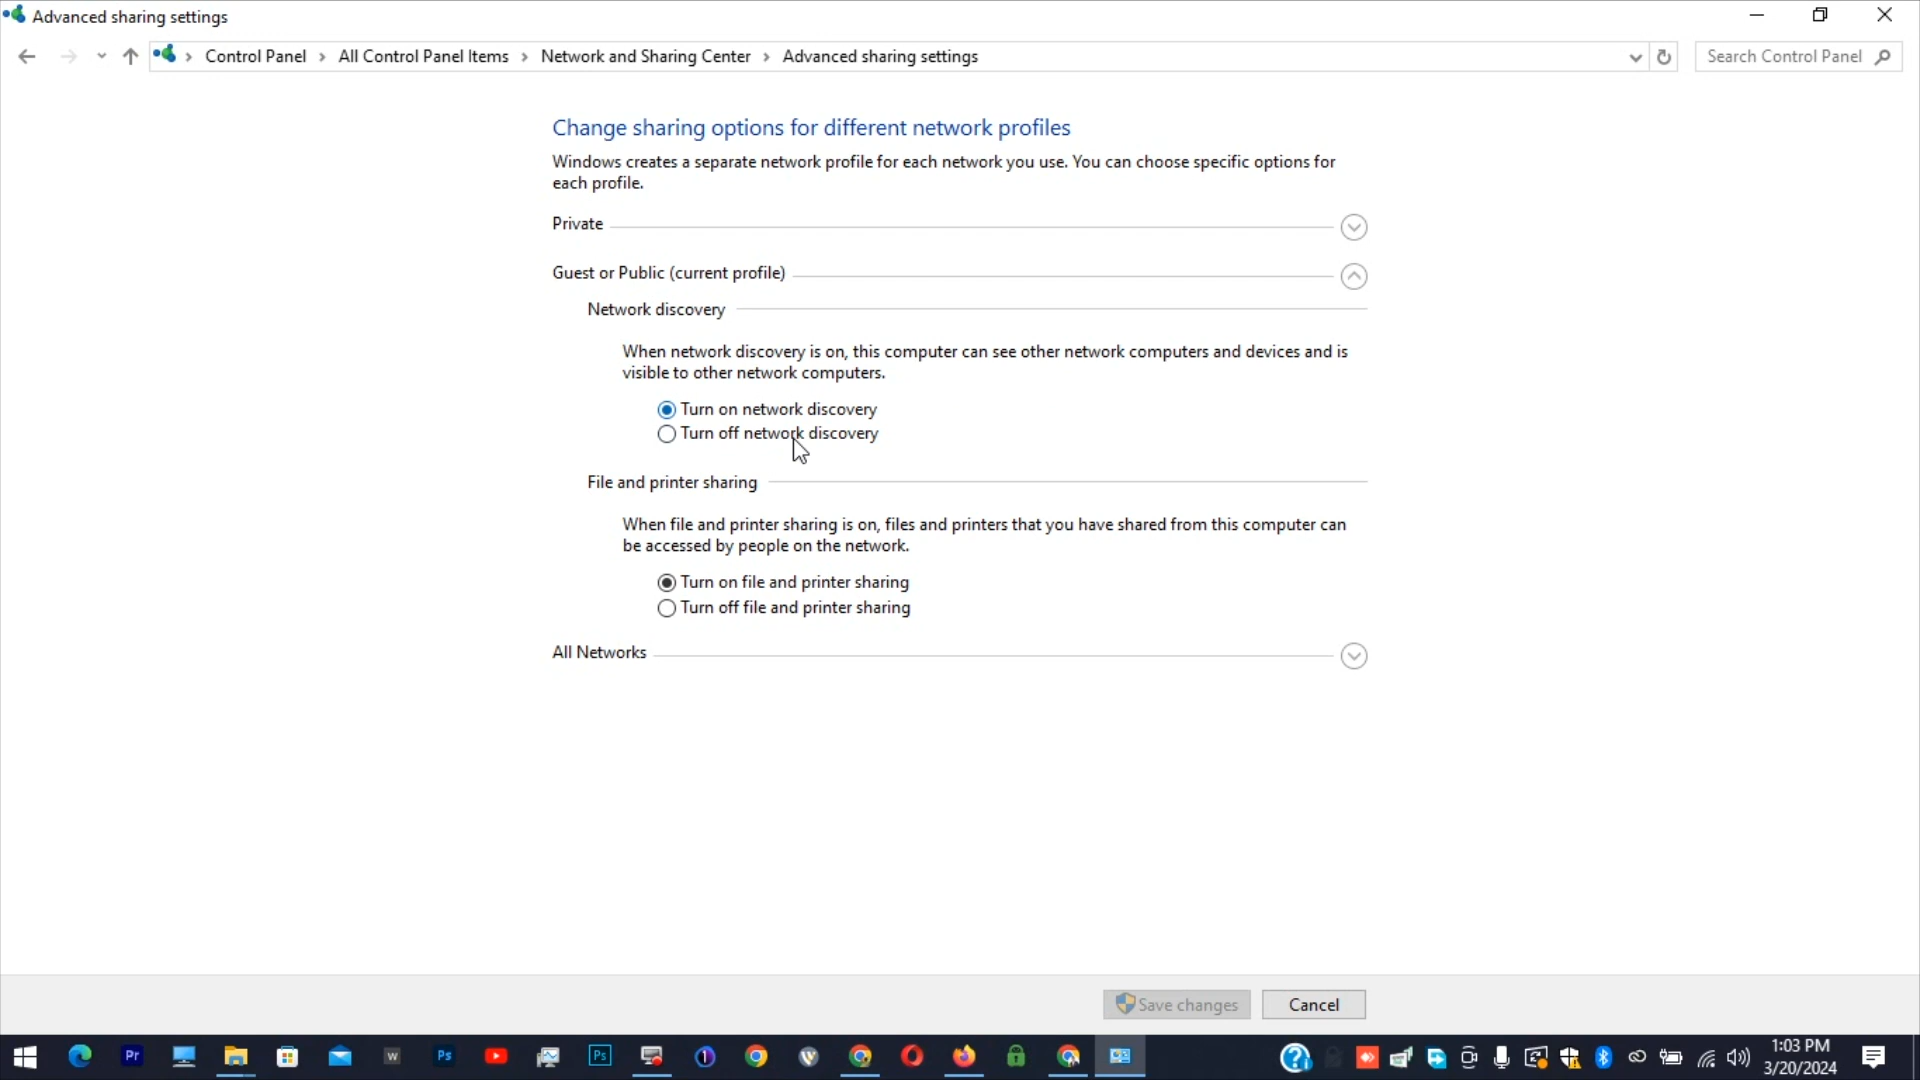 Advanced sharing settings
Control Panel > All Control Panel Items > Network and Sharing Center > Advanced sharing settings
Search Control Panel
Change sharing options for different network profiles
Windows creates a separate network profile for each network you use. You can choose specific options for
each profile.
Private
Guest or Public (current profile)
Network discovery
When network discovery is on, this computer can see other network computers and devices and is
visible to other network computers.
Turn on network discovery
Turn off network discovery
File and printer sharing
When file and printer sharing is on, files and printers that you have shared from this computer can
be accessed by people on the network.
Turn on file and printer sharing
Turn off file and printer sharing
All Networks
Save changes
Cancel
Pr
W
Ps
Ps
1
1:03 PM
3/20/2024